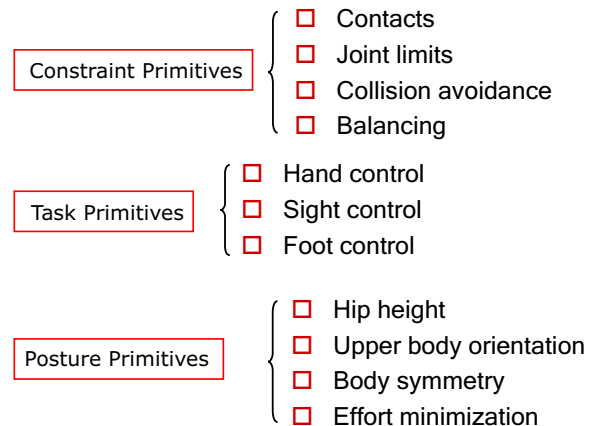 Constraint Primitives
Contacts
Joint limits
Collision avoidance
Balancing
Task Primitives
Hand control
Sight control
Foot control
Posture Primitives
Hip height
Upper body orientation
Body symmetry
Effort minimization